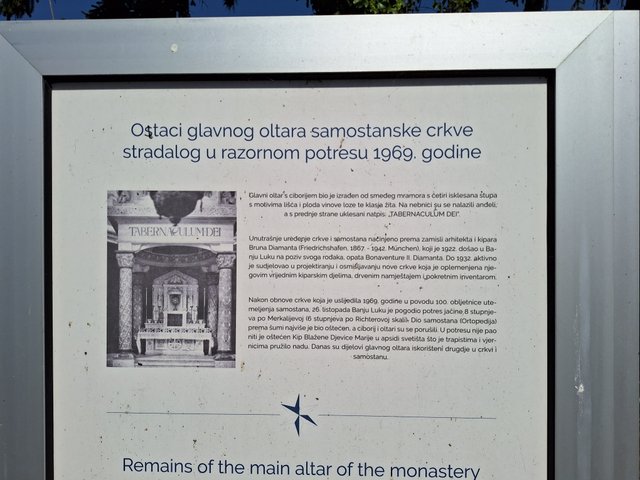 Ostaci glavnog oltara samostanske crkve
stradalog u razornom potresu 1969. godine
TABERNACULUM DEI
Glavni oltar s ciborijem bio je izrađen od smeđeg mramora s četiri isklesana stupa
s motivima lišća i ploda vinove loze te klasja žita. Na nebnici su se nalazili anđeli,
a s prednje strane uklesani natpis: „TABERNACULUM DEI".
Unutrašnje uređenje crkve i samostana načinjeno prema zamisli arhitekta i kipara
Bruna Diamanta (Friedrichshafen, 1867. - 1942. München), koji je 1922. došao u Ba-
nju Luku na poziv svoga rođaka, opata Bonaventure II. Diamanta. Do 1932. aktivno
je sudjelovao u projektiranju i osmišljavanju nove crkve koja je oplemenjena nje-
govim vrijednim kiparskim djelima, drvenim namještajem i pokretnim inventarom.
Nakon obnove crkve koja je uslijedila 1969. godine u povodu 100. obljetnice ute-
meljenja samostana, 26. listopada Banju Luku je pogodio potres jačine 8 stupnje-
va po Merkalijevoj (6 stupnjeva po Richterovoj skali). Dio samostana (Ortopedija)
prema šumi najviše je bio oštećen, a ciborij i oltari su se porušili. U potresu nije pao
niti je oštećen Kip Blažene Djevice Marije u apsidi svetišta što je trapistima i vjer-
nicima pružilo nadu. Danas su dijelovi glavnog oltara iskorišteni drugdje u crkvi i
samostanu.
Remains of the main altar of the monastery